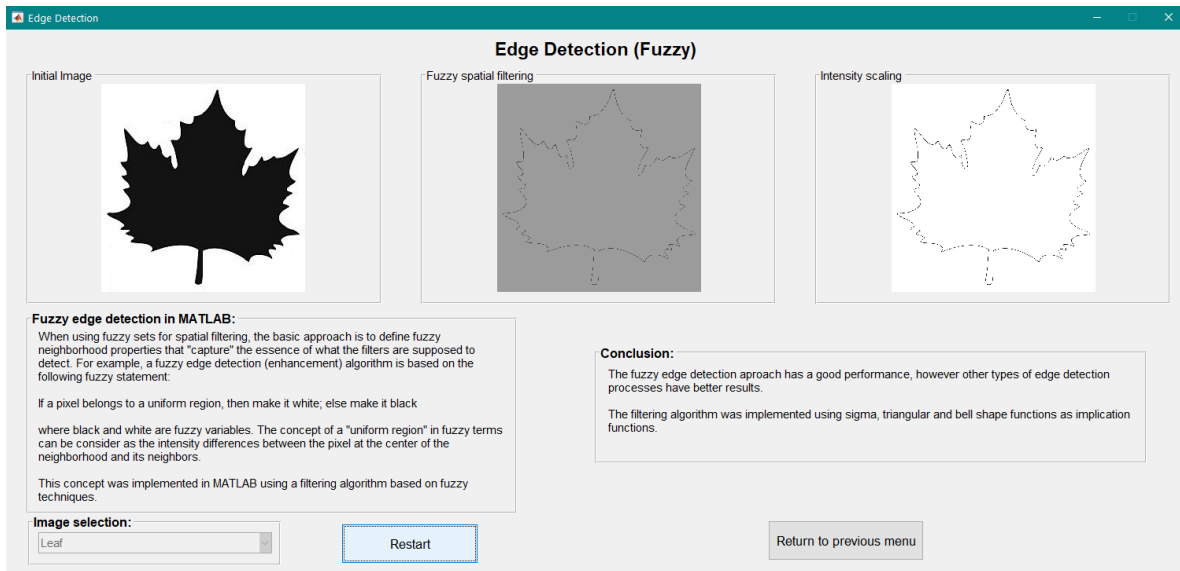 Edge Detection
Edge Detection (Fuzzy)
Initial Image
Fuzzy spatial filtering
Intensity scaling
Fuzzy edge detection in MATLAB:
When using fuzzy sets for spatial filtering, the basic approach is to define fuzzy
neighborhood properties that "capture" the essence of what the filters are supposed to
detect. For example, a fuzzy edge detection (enhancement) algorithm is based on the
following fuzzy statement:
If a pixel belongs to a uniform region, then make it white; else make it black
where black and white are fuzzy variables. The concept of a "uniform region" in fuzzy terms
can be consider as the intensity differences between the pixel at the center of the
neighborhood and its neighbors.
This concept was implemented in MATLAB using a filtering algorithm based on fuzzy
techniques.
Conclusion:
The fuzzy edge detection aproach has a good performance, however other types of edge detection
processes have better results.
The filtering algorithm was implemented using sigma, triangular and bell shape functions as implication
functions.
Image selection:
Leaf
Restart
Return to previous menu